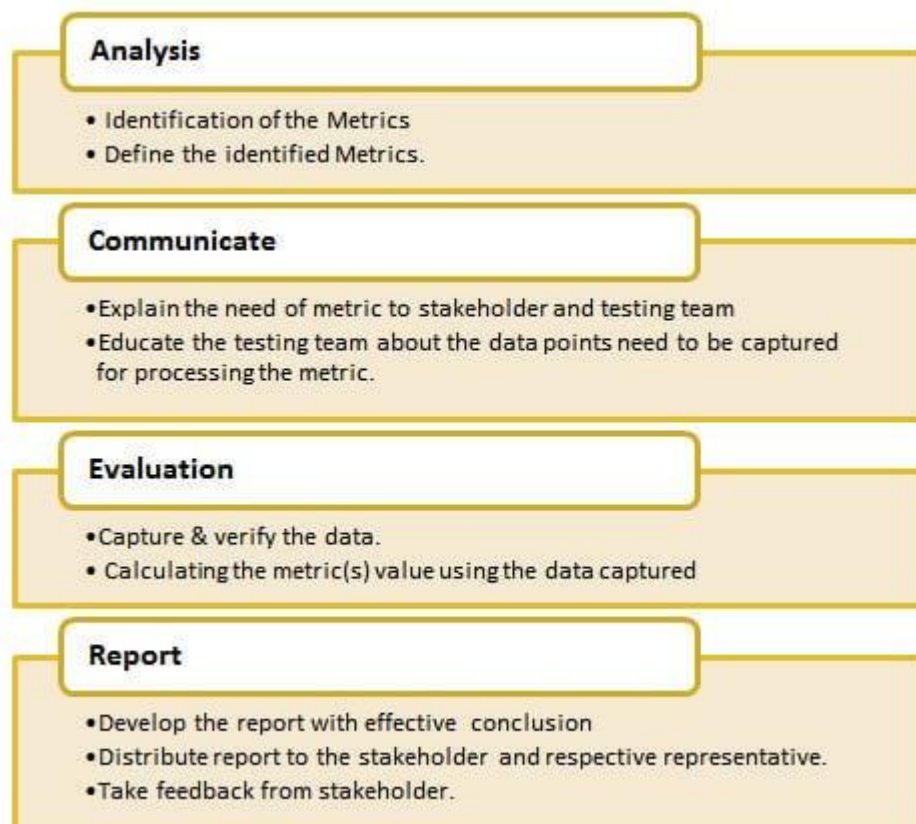 Analysis
• Identification of the Metrics
• Define the identified Metrics.
Communicate
•Explain the need of metric to stakeholder and testing team
•Educate the testing team about the data points need to be captured
for processing the metric.
Evaluation
•Capture & verify the data.
• Calculating the metric(s) value using the data captured
Report
•Develop the report with effective conclusion
•Distribute report to the stakeholder and respective representative.
•Take feedback from stakeholder.